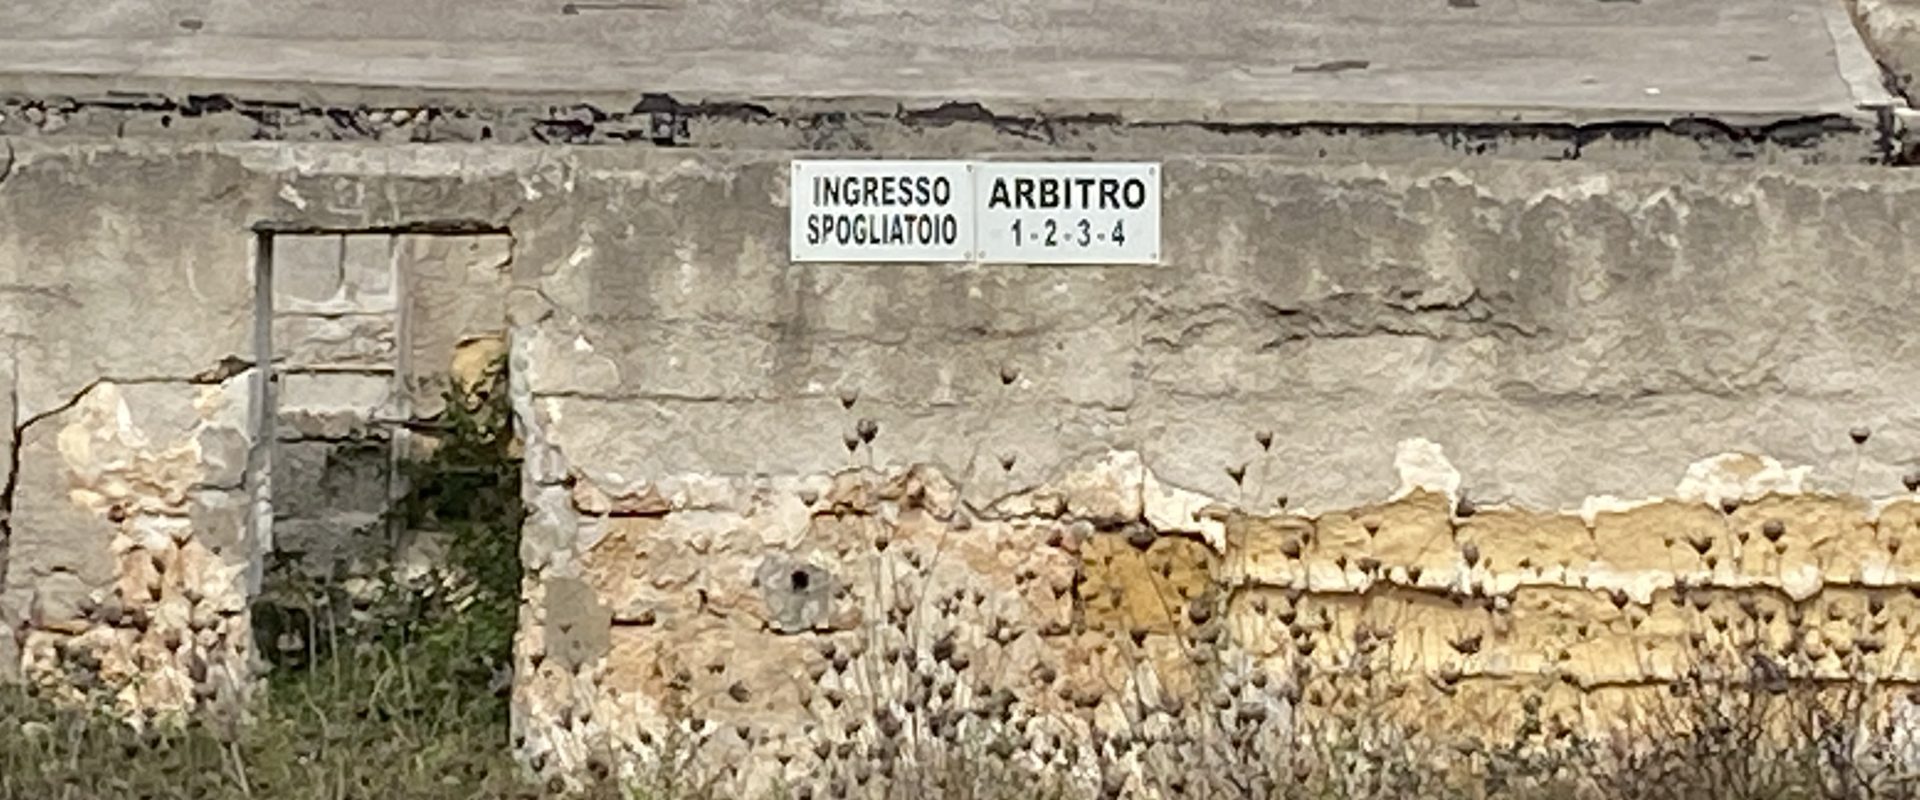 INGRESSO
SPOGLIATOIO
ARBITRO
1-2-3-4